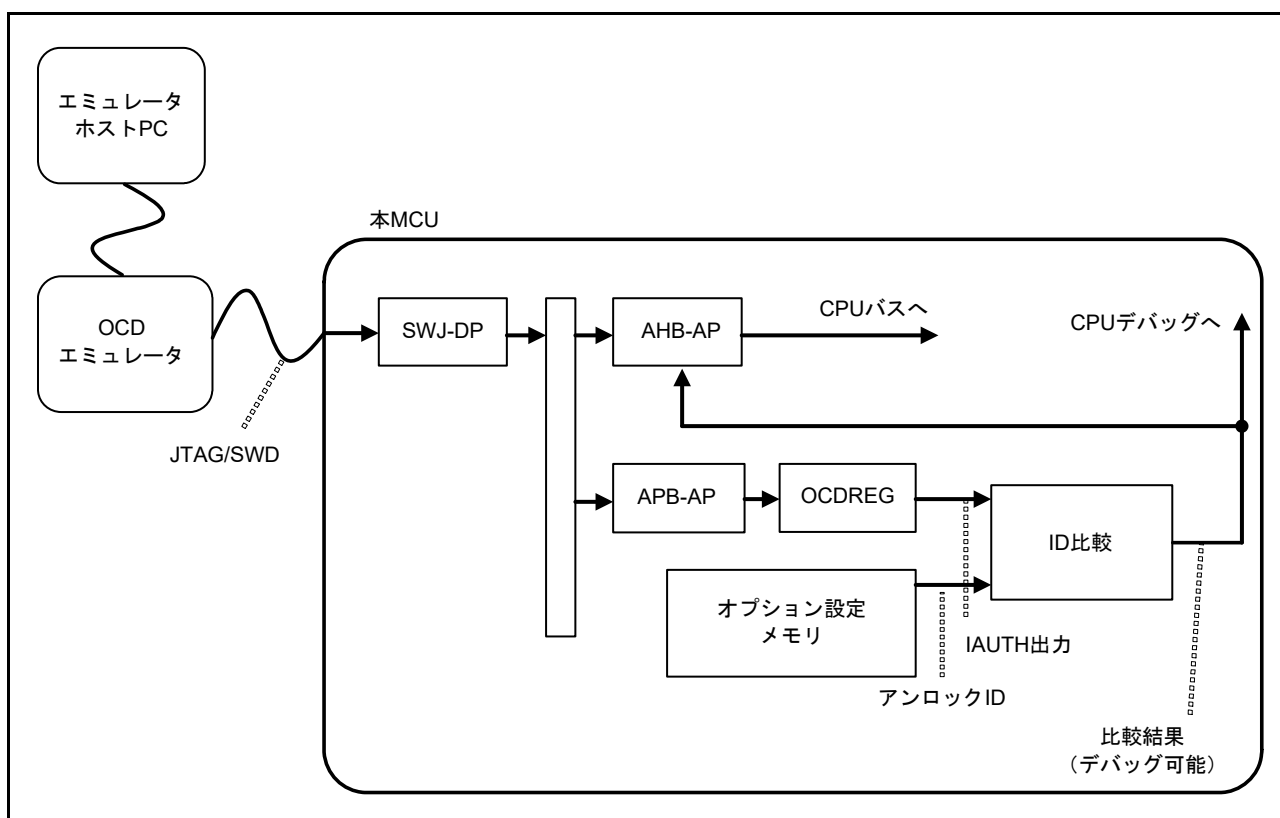 エミュレータ
ホストPC
本MCU
OCD
エミュレータ
JTAG/SWD
SWJ-DP
AHB-AP
CPUバスへ
CPUデバッグへ
APB-AP
OCDREG
ID比較
オプション設定
メモリ
IAUTH出力
アンロックID
比較結果
（デバッグ可能）